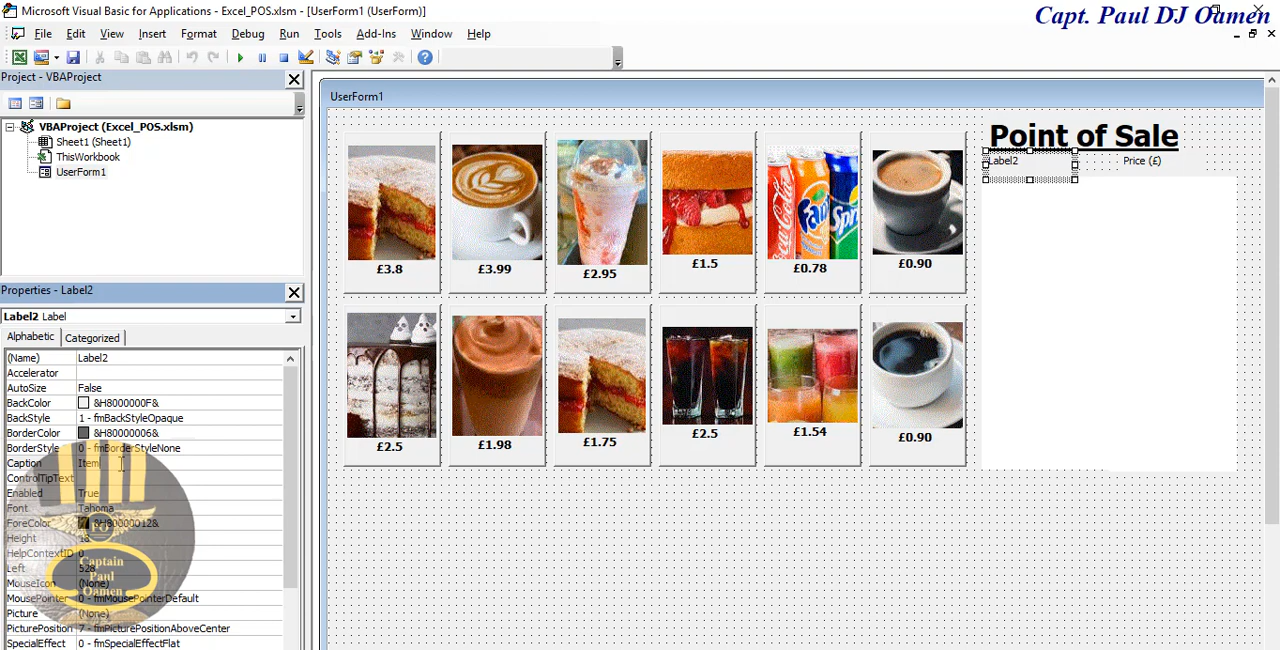 Microsoft Visual Basic for Applications - Excel_POS.xlsm - [UserForm1 (UserForm)]
Capt. Paul DJ Oamen
File Edit View Insert Format Debug Run Tools Add-Ins Window Help
Project - VBAProject
VBAProject (Excel_POS.xlsm)
Sheet1 (Sheet1)
ThisWorkbook
UserForm1
Properties - Label2
Label2 Label
Alphabetic Categorized
(Name) Label2
Accelerator
AutoSize False
BackColor &H8000000F&
BackStyle 1 - fmBackStyleOpaque
BorderColor &H80000006&
BorderStyle 0 - fmBorderStyleNone
Caption Item
ControlTipText
Enabled True
Font Tahoma
ForeColor &H80000012&
Height 18
HelpContextID 0
Left 528
MouseIcon (None)
MousePointer 0 - fmMousePointerDefault
Picture (None)
PicturePosition 7 - fmPicturePositionAboveCenter
SpecialEffect 0 - fmSpecialEffectFlat
Captain
Paul
Oamen
UserForm1
Point of Sale
Label2 Price (£)
Coca-Cola
Fanta
Sprite
£3.8 £3.99 £2.95 £1.5 £0.78 £0.90
£2.5 £1.98 £1.75 £2.5 £1.54 £0.90